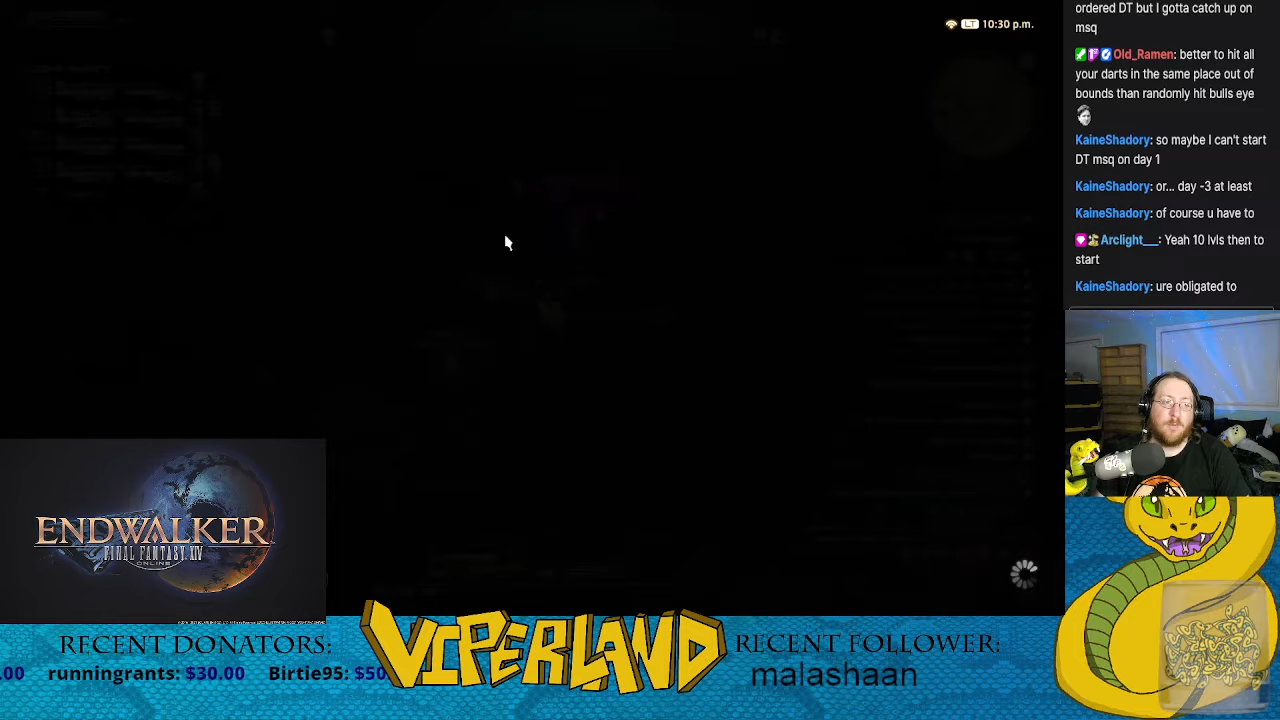 LT 10:30 p.m.
ordered DT but I gotta catch up on
msq
Old_Ramen: better to hit all
your darts in the same place out of
bounds than randomly hit bulls eye
KaineShadory: so maybe I can't start
DT msq on day 1
KaineShadory: or... day -3 at least
KaineShadory: of course u have to
Arclight___: Yeah 10 lvls then to
start
KaineShadory: ure obligated to
ENDWALKER
FINAL FANTASY XIV
ONLINE
RECENT DONATORS:
.00 runningrants: $30.00 Birtie95: $50
VIPERLAND
RECENT FOLLOWER:
malashaan